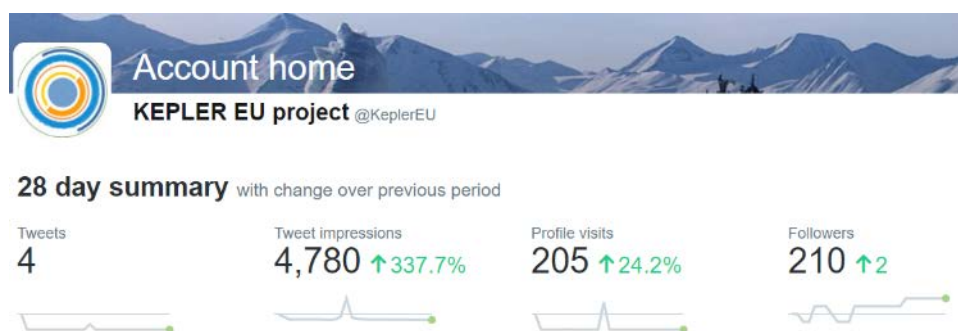 Account home
KEPLER EU project @KeplerEU
28 day summary with change over previous period
Tweets
4
Tweet impressions
4,780 ↑337.7%
Profile visits
205 ↑24.2%
Followers
210 ↑2